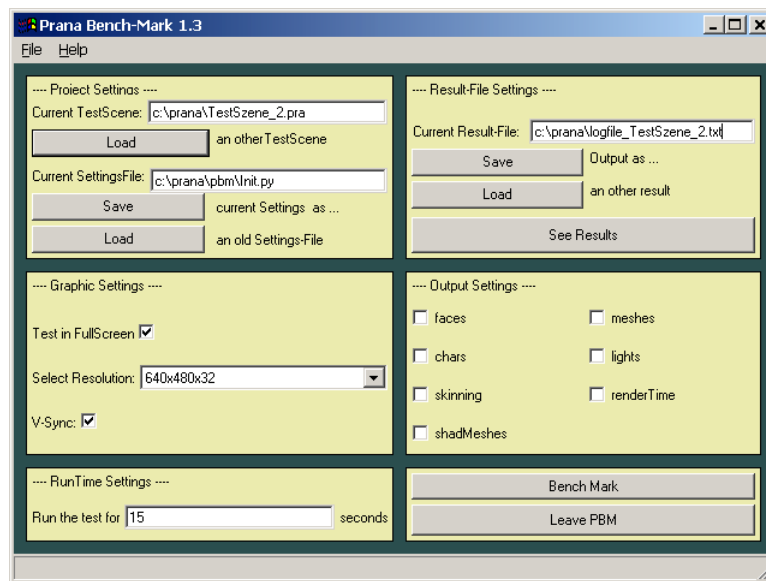 Prana Bench-Mark 1.3
File Help
---- Project Settings ----
Current TestScene: c:\prana\TestSzene_2.pra
Load an otherTestScene
Current SettingsFile: c:\prana\pbm\Init.py
Save current Settings as ...
Load an old Settings-File
---- Result-File Settings ----
Current Result-File: c:\prana\logfile_TestSzene_2.txt
Save Output as ...
Load an other result
See Results
---- Graphic Settings ----
Test in FullScreen
Select Resolution: 640x480x32
V-Sync:
---- Output Settings ----
faces meshes
chars lights
skinning renderTime
shadMeshes
---- RunTime Settings ----
Run the test for 15 seconds
Bench Mark
Leave PBM